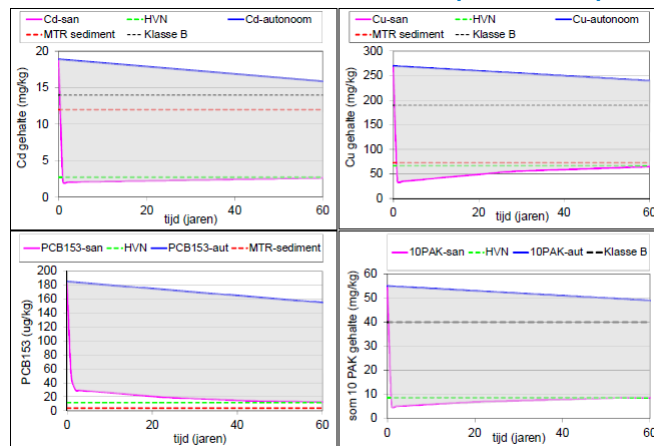 Cd-san HVN Cd-autonoom
MTR sediment Klasse B
Cd gehalte (mg/kg)
20
15
10
5
0
0 20 40 60
tijd (jaren)
Cu-san HVN Cu-autonoom
MTR sediment Klasse B
Cu gehalte (mg/kg)
300
250
200
150
100
50
0
0 20 40 60
tijd (jaren)
PCB153-san HVN PCB153-aut MTR-sediment
PCB153 (ug/kg)
200
180
160
140
120
100
80
60
40
20
0
0 20 40 60
tijd (jaren)
10PAK-san HVN 10PAK-aut Klasse B
som 10 PAK gehalte (mg/kg)
60
50
40
30
20
10
0
0 20 40 60
tijd (jaren)